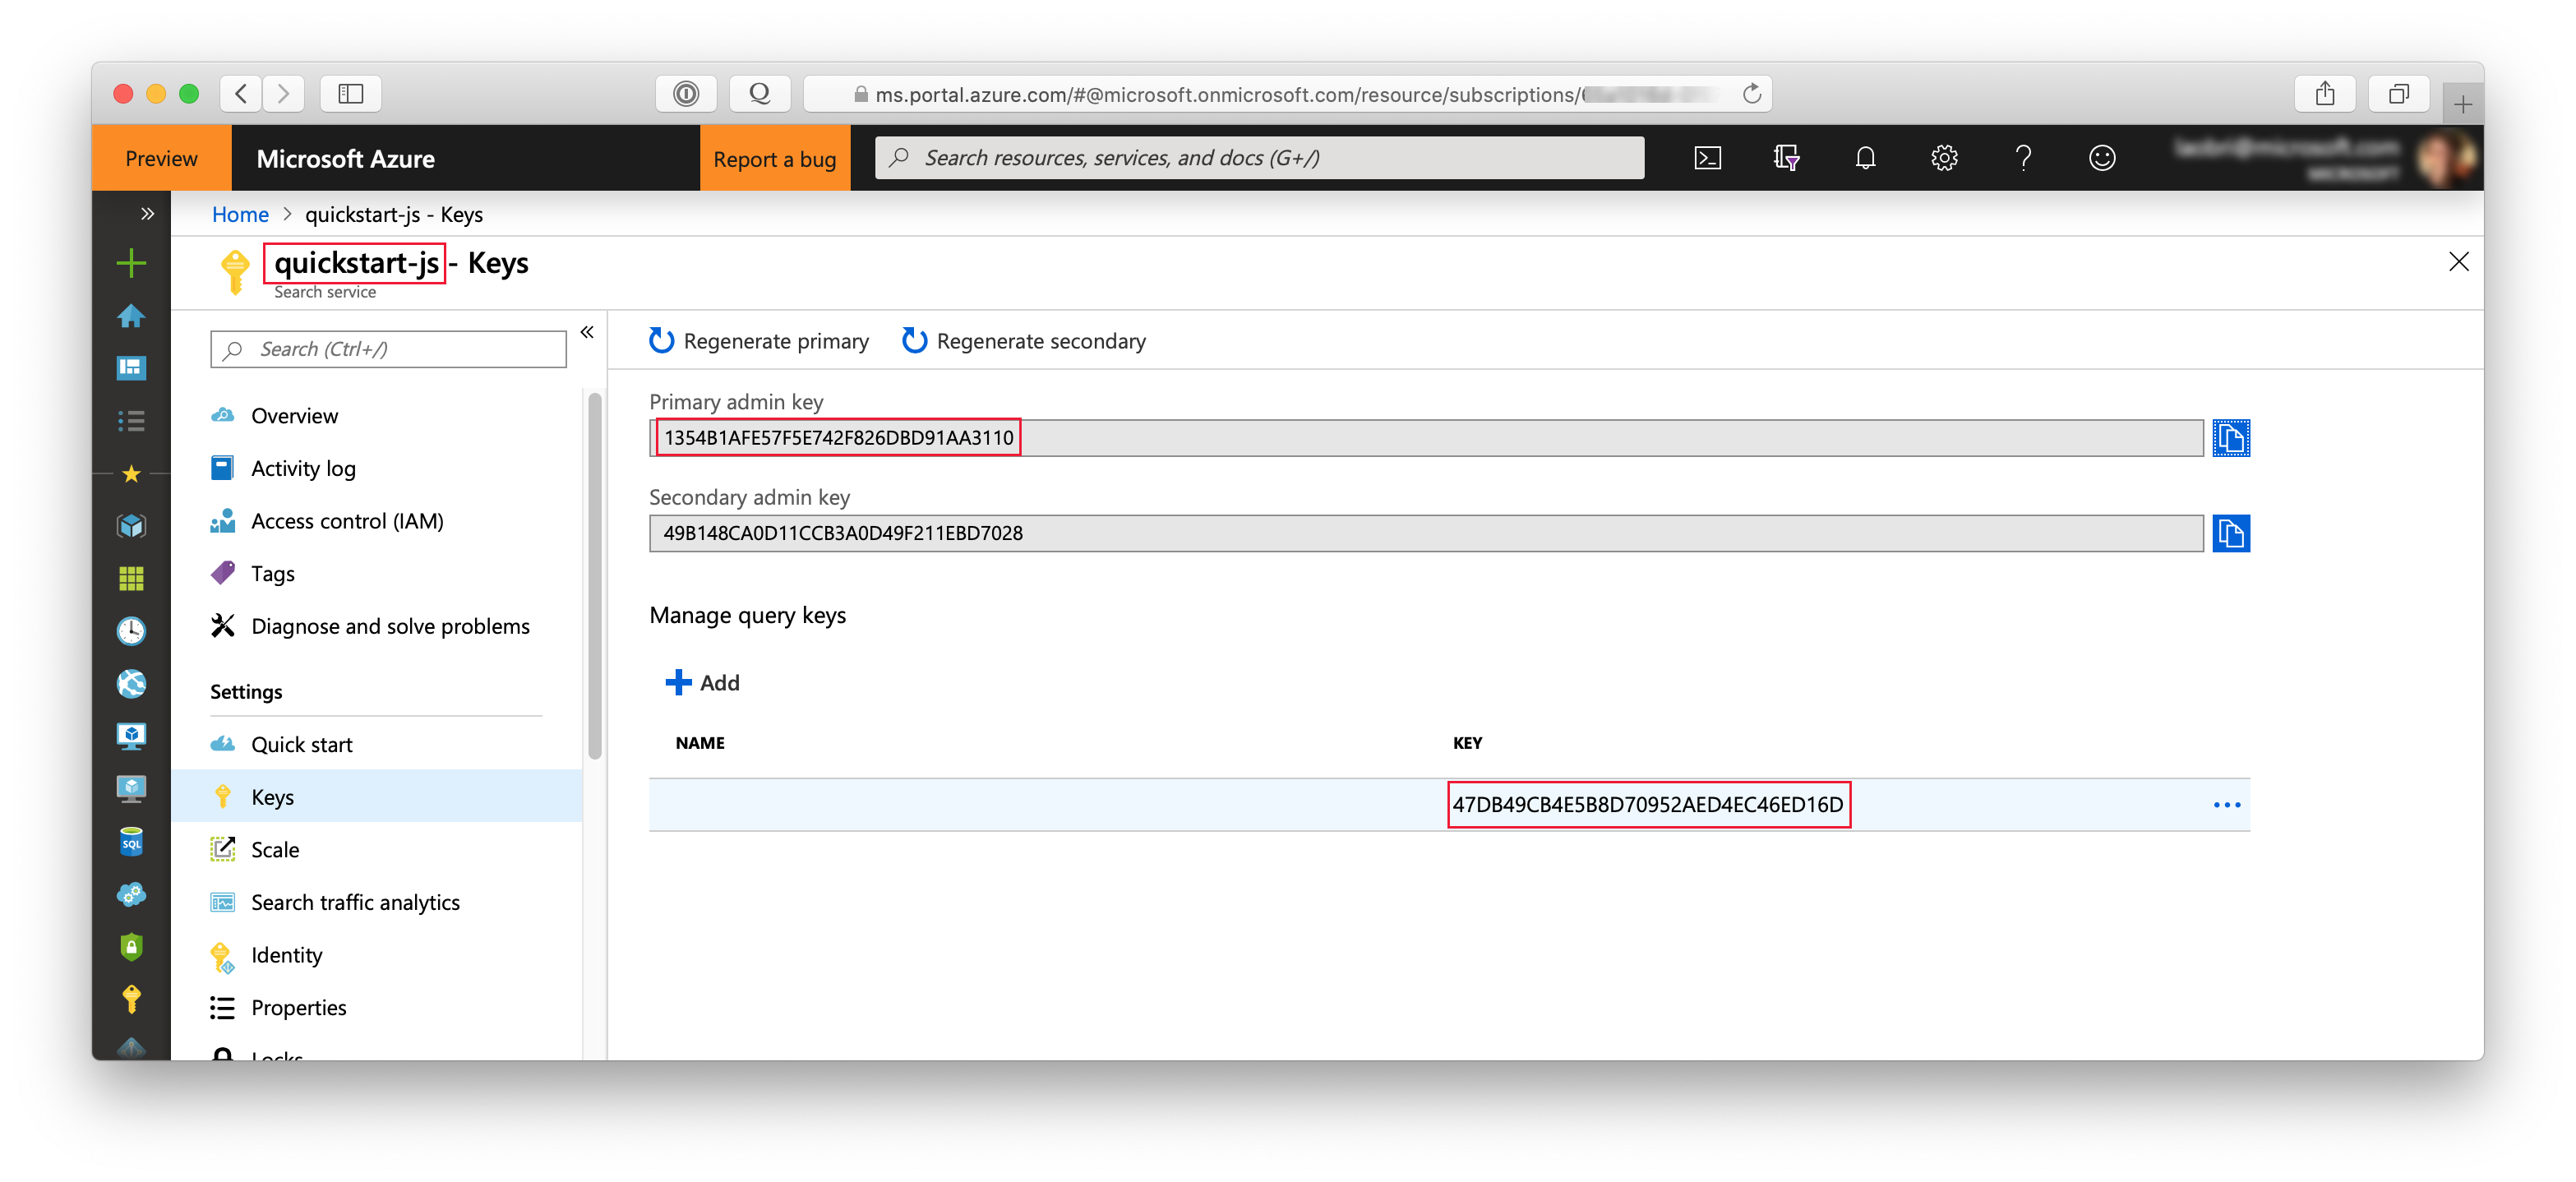 ms.portal.azure.com/#@microsoft.onmicrosoft.com/resource/subscriptions/
Preview
Microsoft Azure
Report a bug
Search resources, services, and docs (G+/)
Home > quickstart-js - Keys
quickstart-js - Keys
Search service
Search (Ctrl+/)
Overview
Activity log
Access control (IAM)
Tags
Diagnose and solve problems
Settings
Quick start
Keys
Scale
Search traffic analytics
Identity
Properties
Locks
Regenerate primary
Regenerate secondary
Primary admin key
1354B1AFE57F5E742F826DBD91AA3110
Secondary admin key
49B148CA0D11CCB3A0D49F211EBD7028
Manage query keys
Add
NAME
KEY
47DB49CB4E5B8D70952AED4EC46ED16D
SQL